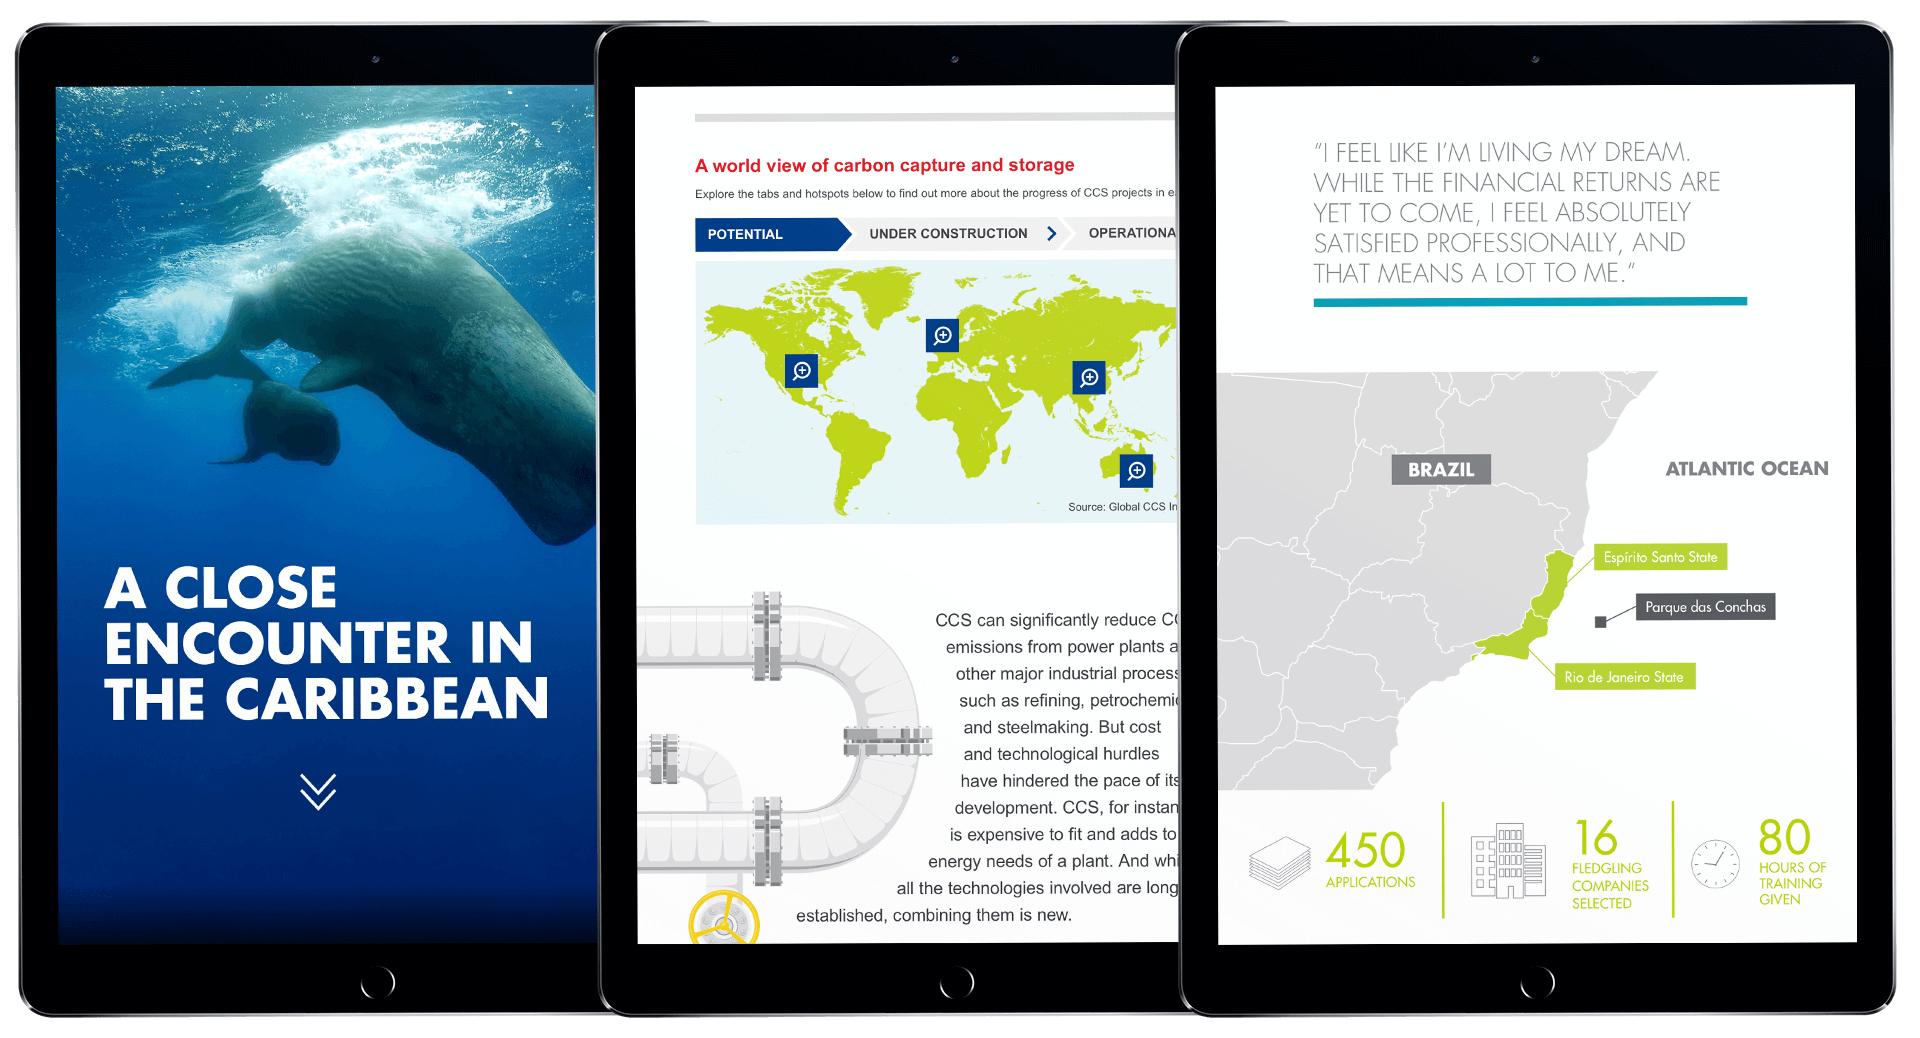 A CLOSE
ENCOUNTER IN
THE CARIBBEAN
A world view of carbon capture and storage
Explore the tabs and hotspots below to find out more about the progress of CCS projects in
POTENTIAL
UNDER CONSTRUCTION
OPERATIONA
Source: Global CCS In
CCS can significantly reduce
emissions from power plants a
other major industrial process
such as refining, petrochemi
and steelmaking. But cost
and technological hurdles
have hindered the pace of its
development. CCS, for instan
is expensive to fit and adds to
energy needs of a plant. And whi
all the technologies involved are long
established, combining them is new.
“I FEEL LIKE I’M LIVING MY DREAM.
WHILE THE FINANCIAL RETURNS ARE
YET TO COME, I FEEL ABSOLUTELY
SATISFIED PROFESSIONALLY, AND
THAT MEANS A LOT TO ME.”
BRAZIL
ATLANTIC OCEAN
Espírito Santo State
Parque das Conchas
Rio de Janeiro State
450
APPLICATIONS
16
FLEDGLING
COMPANIES
SELECTED
80
HOURS OF
TRAINING
GIVEN